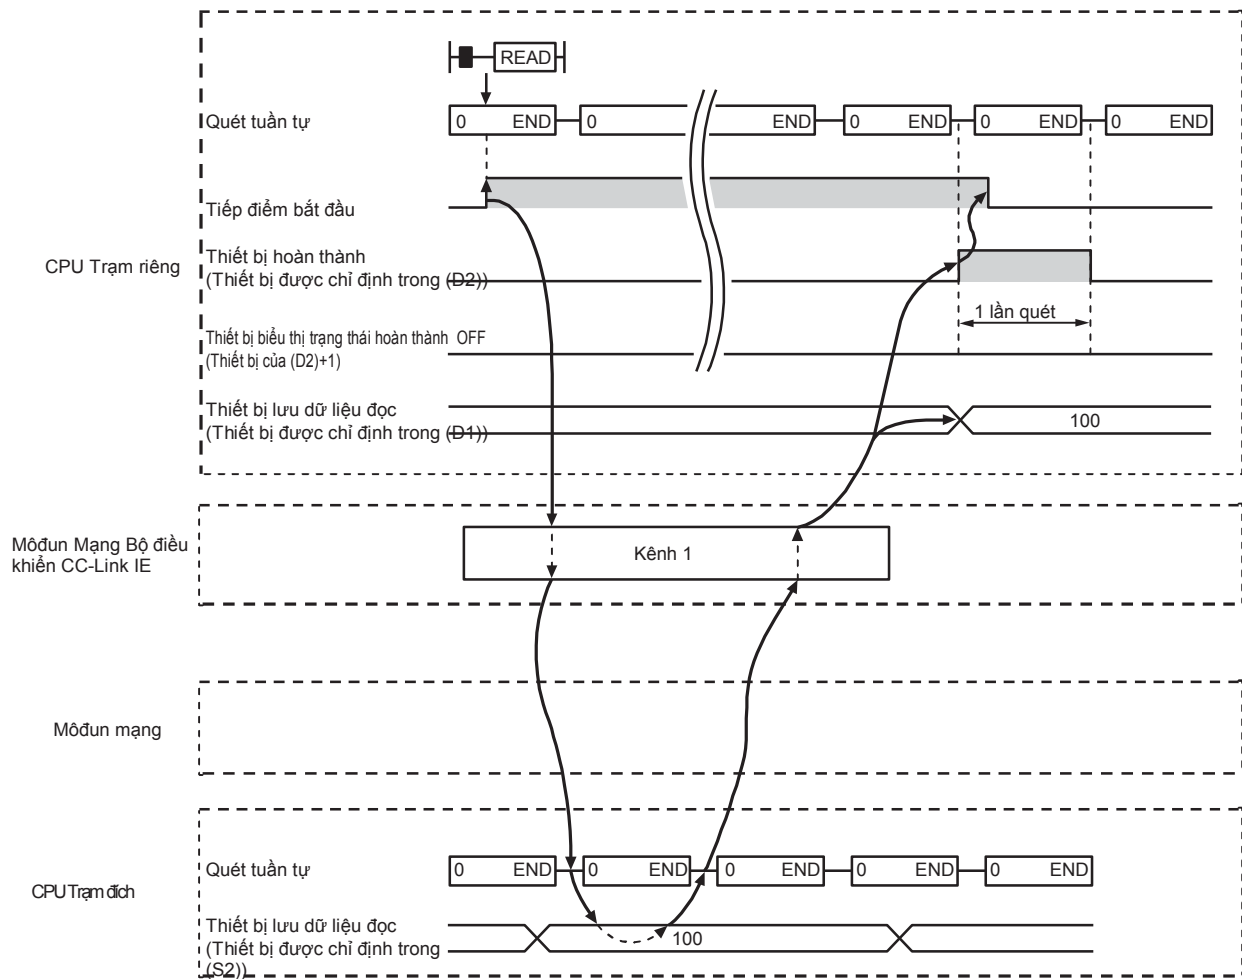 READ
Quét tuần tự
0 END 0 END 0 END 0 END 0 END
Tiếp điểm bắt đầu
CPU Trạm riêng
Thiết bị hoàn thành
(Thiết bị được chỉ định trong (D2))
1 lần quét
Thiết bị biểu thị trạng thái hoàn thành OFF
(Thiết bị của (D2)+1)
Thiết bị lưu dữ liệu đọc
(Thiết bị được chỉ định trong (D1))
100
Môđun Mạng Bộ điều
khiển CC-Link IE
Kênh 1
Môđun mạng
CPU Trạm đích
Quét tuần tự
0 END 0 END 0 END 0 END 0 END
Thiết bị lưu dữ liệu đọc
(Thiết bị được chỉ định trong
(S2))
100